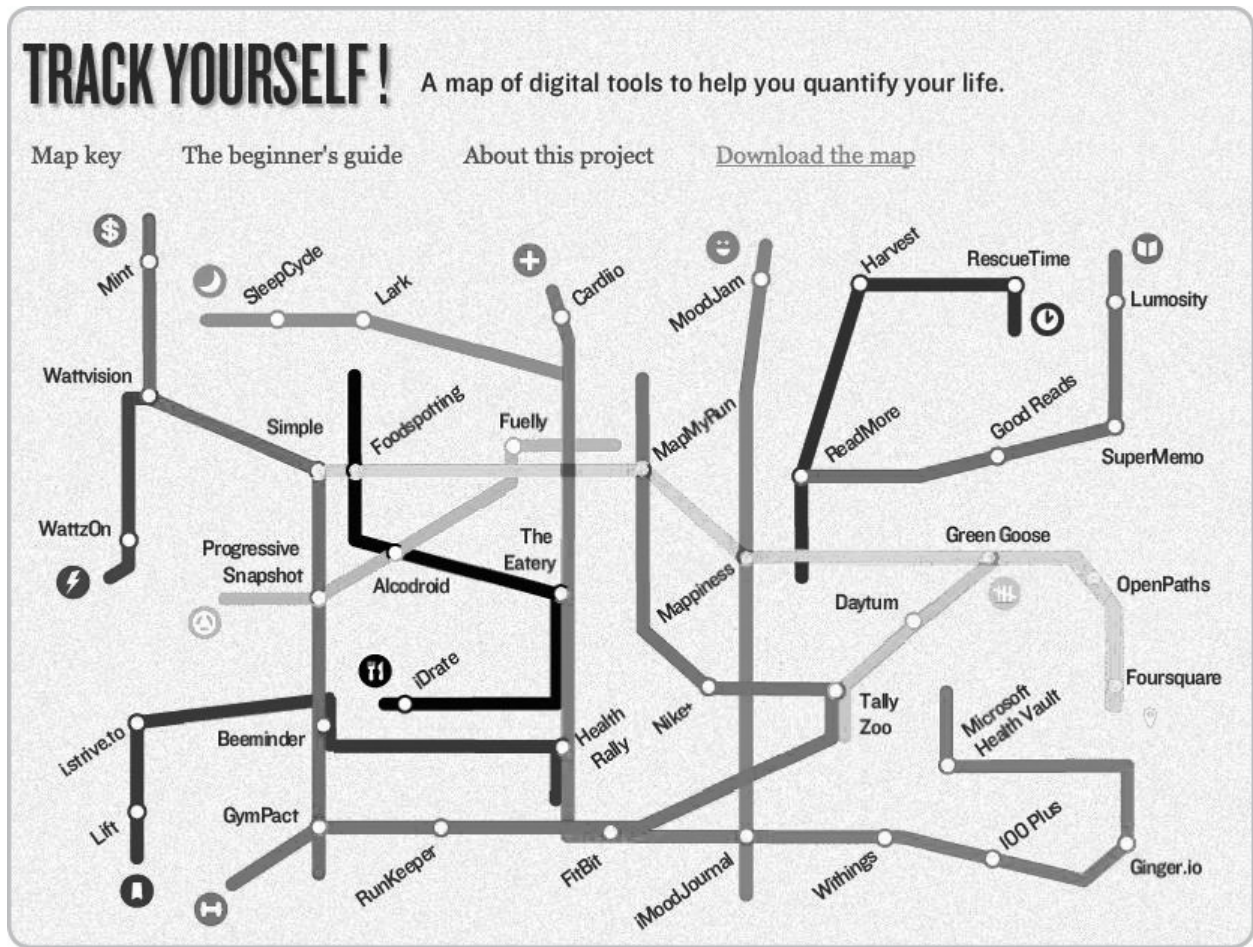 TRACK YOURSELF!
A map of digital tools to help you quantify your life.
Map key
The beginner's guide
About this project
Download the map
$
Mint
SleepCycle
Lark
Cardiio
MoodJam
Harvest
RescueTime
Lumosity
Wattvision
Simple
Foodspotting
Fuelly
MapMyRun
ReadMore
Good Reads
SuperMemo
WattzOn
Progressive
Snapshot
Alcodroid
The
Eatery
Mappiness
Green Goose
Daytum
OpenPaths
iDrate
Foursquare
i.strive.to
Beeminder
Health
Rally
Nike+
Tally
Zoo
Microsoft
Health Vault
Lift
GymPact
RunKeeper
FitBit
iMoodJournal
Withings
100 Plus
Ginger.io